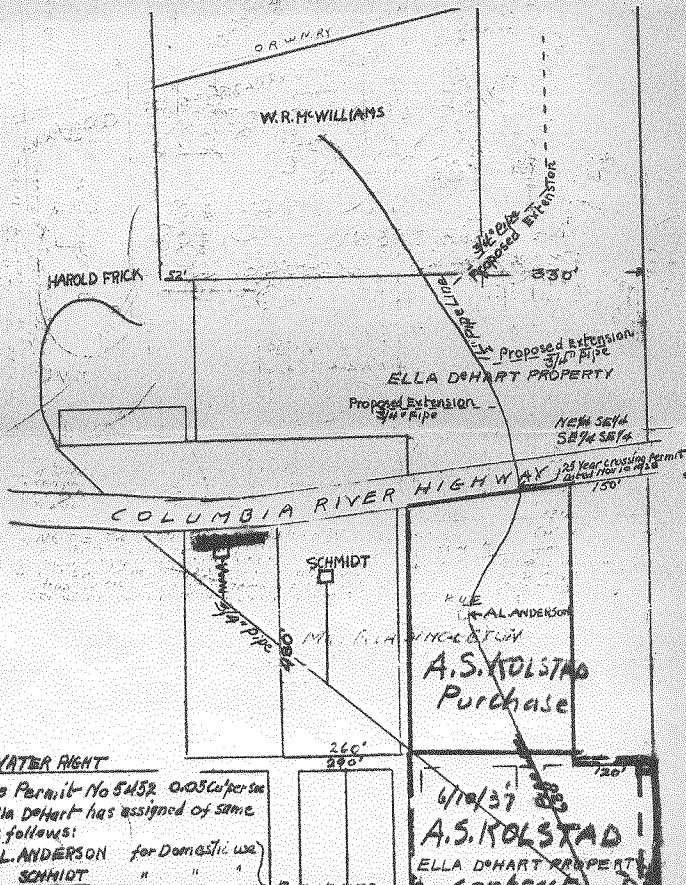 O R W N. RY
W. R. McWILLIAMS
3/4" Pipe
Proposed Extension
HAROLD FRICK
52'
330'
Pipe Line
Proposed Extension
3/4" Pipe
ELLA DeHART PROPERTY
Proposed Extension
3/4" Pipe
NE1/4 SE1/4
SE1/4 SE1/4
COLUMBIA RIVER HIGHWAY
25 Year Crossing Permit
150'
SCHMIDT
3/4" Pipe
480'
A.L. ANDERSON
A.S. KOLSTAD
Purchase
260'
290'
120'
WATER RIGHT
Permit No 5452 0.05 Cu per sec
Ella DeHart has assigned of same
follows:
L. ANDERSON for Domestic use
SCHMIDT " " "
6/18/37
A.S. KOLSTAD
ELLA DeHART PROPERTY